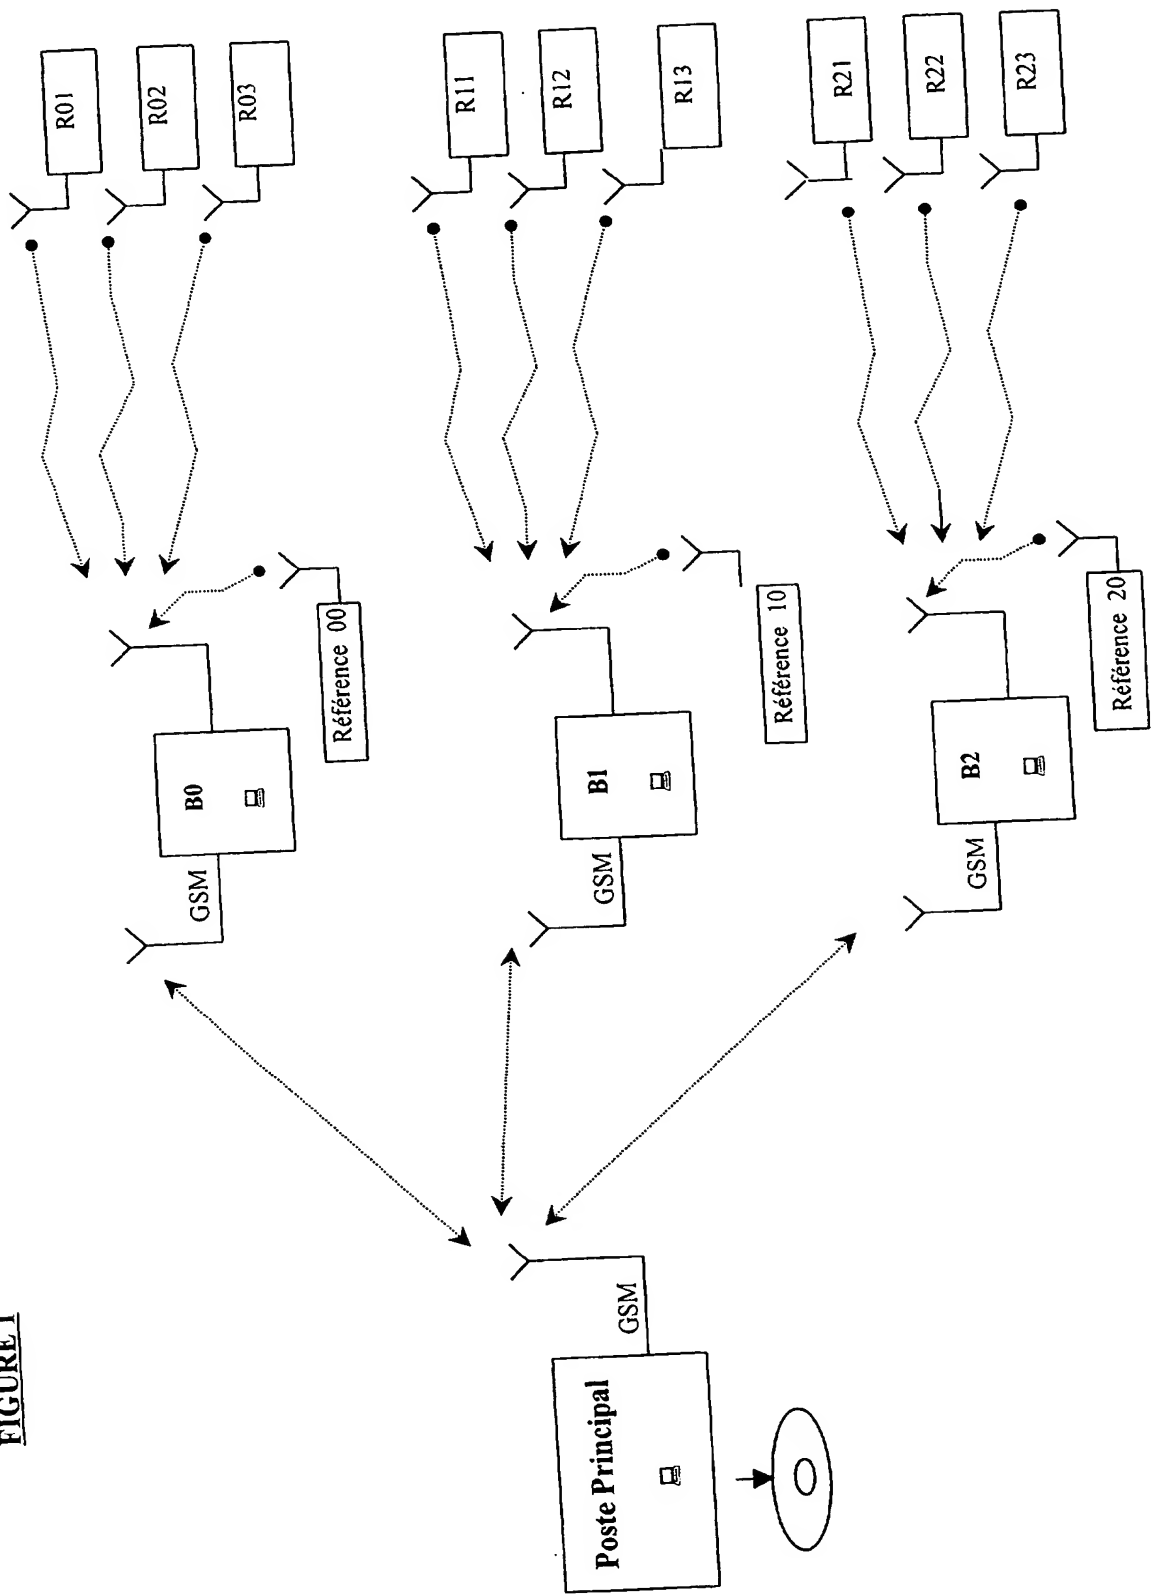 FIGURE 1
R01
R02
R03
Référence 00
B0
GSM
R11
R12
R13
Référence 10
B1
GSM
R21
R22
R23
Référence 20
B2
GSM
GSM
Poste Principal